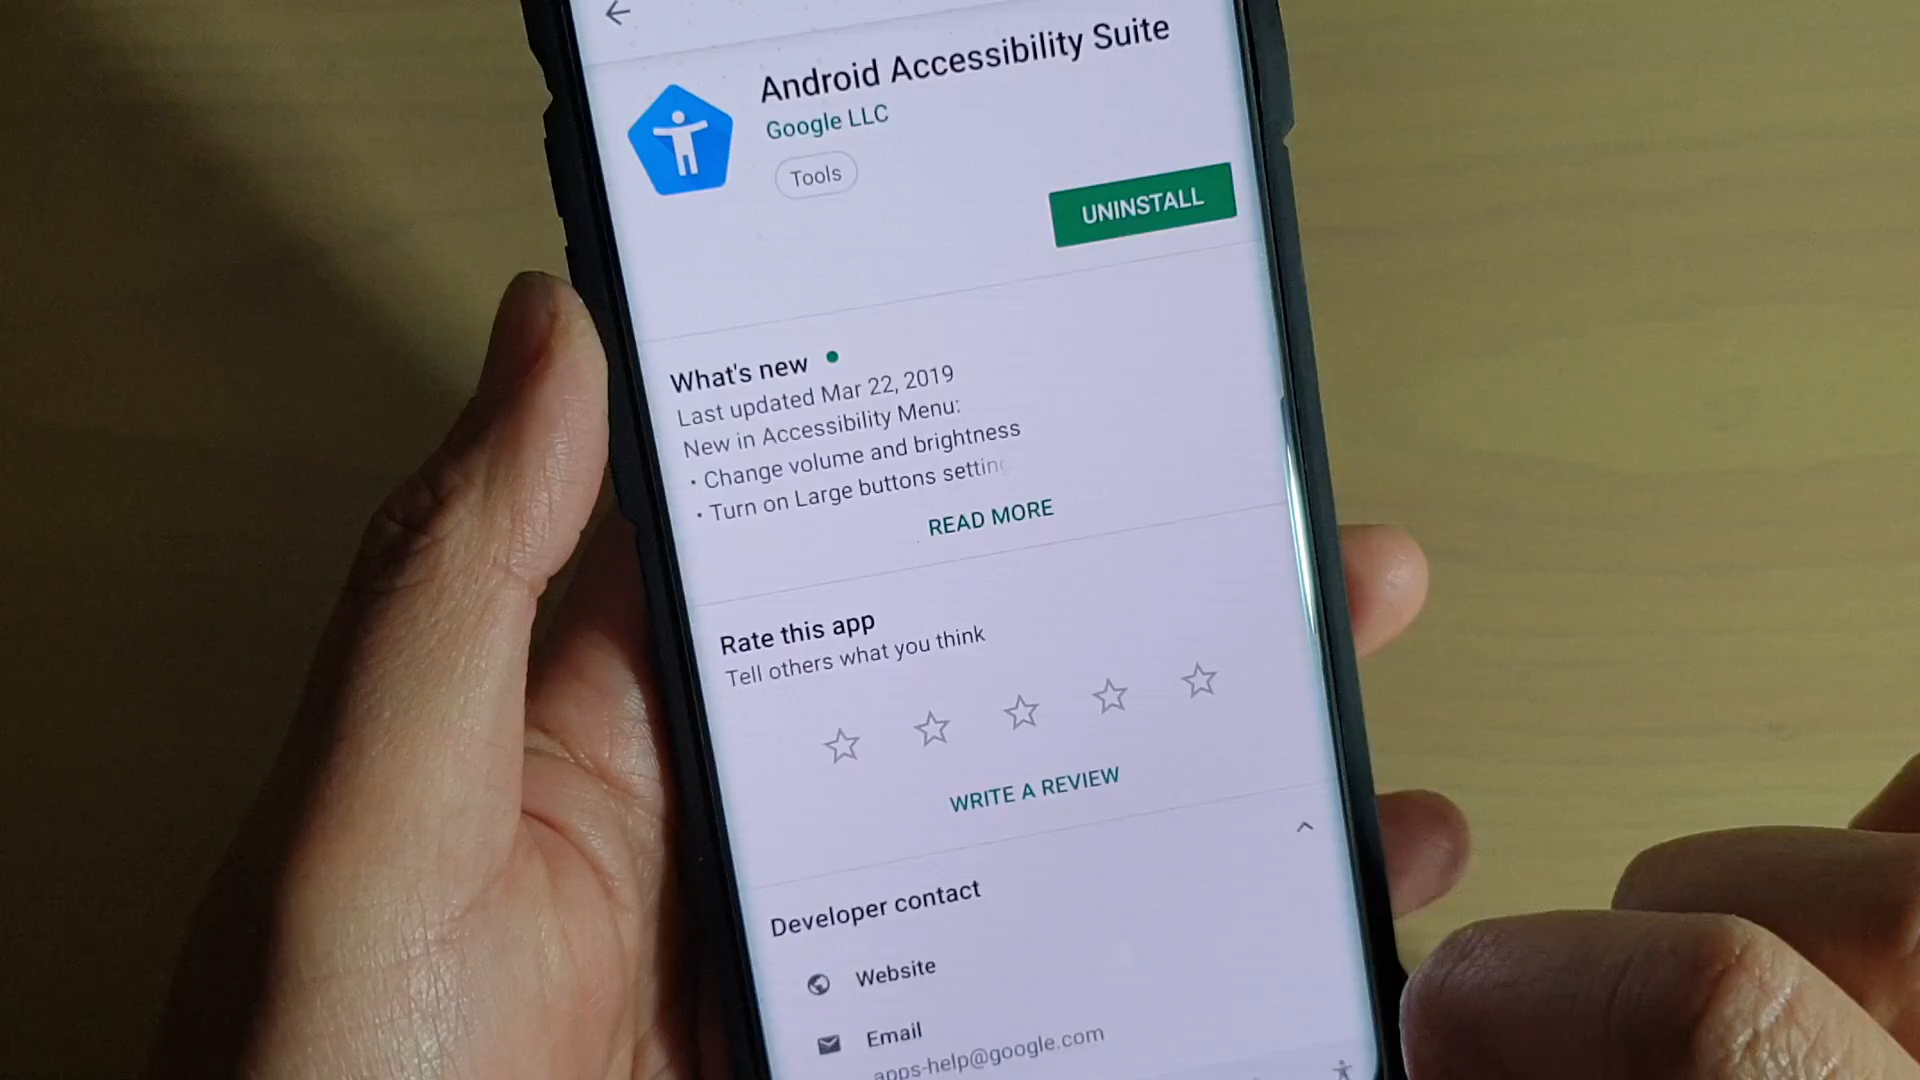 Android Accessibility Suite
Google LLC
Tools
UNINSTALL
What's new
Last updated Mar 22, 2019
New in Accessibility Menu:
• Change volume and brightness
• Turn on Large buttons setting
READ MORE
Rate this app
Tell others what you think
WRITE A REVIEW
Developer contact
Website
Email
apps-help@google.com